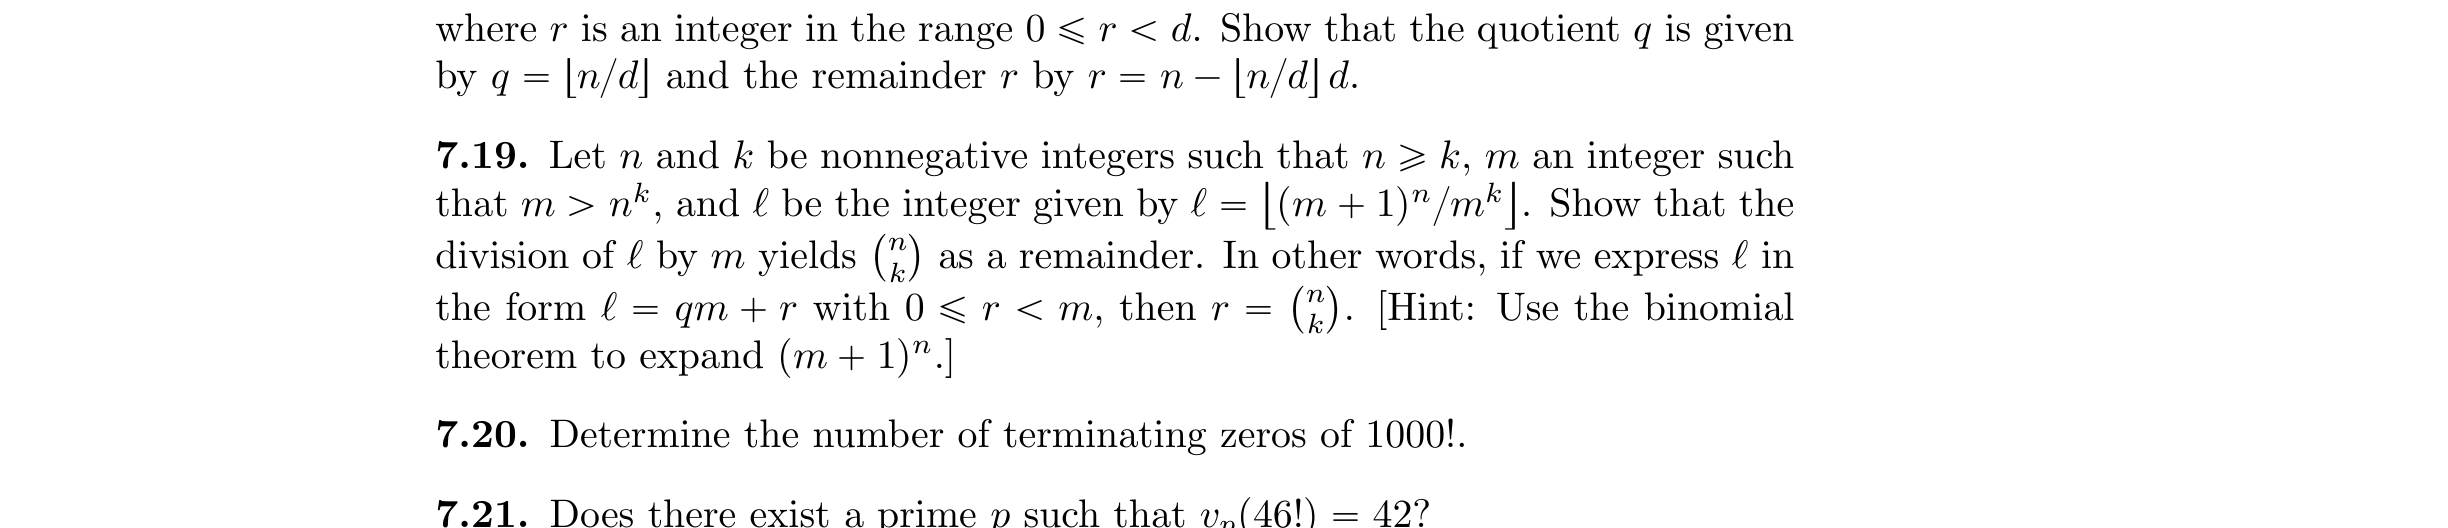 where r is an integer in the range 0 ⩽ r < d. Show that the quotient q is given
by q = ⌊n/d⌋ and the remainder r by r = n − ⌊n/d⌋ d.
7.19. Let n and k be nonnegative integers such that n ⩾ k, m an integer such
that m > n^k, and ℓ be the integer given by ℓ = ⌊(m + 1)^n/m^k⌋. Show that the
division of ℓ by m yields \binom{n}{k} as a remainder. In other words, if we express ℓ in
the form ℓ = qm + r with 0 ⩽ r < m, then r = \binom{n}{k}. [Hint: Use the binomial
theorem to expand (m + 1)^n.]
7.20. Determine the number of terminating zeros of 1000!.
7.21. Does there exist a prime p such that v_p(46!) = 42?